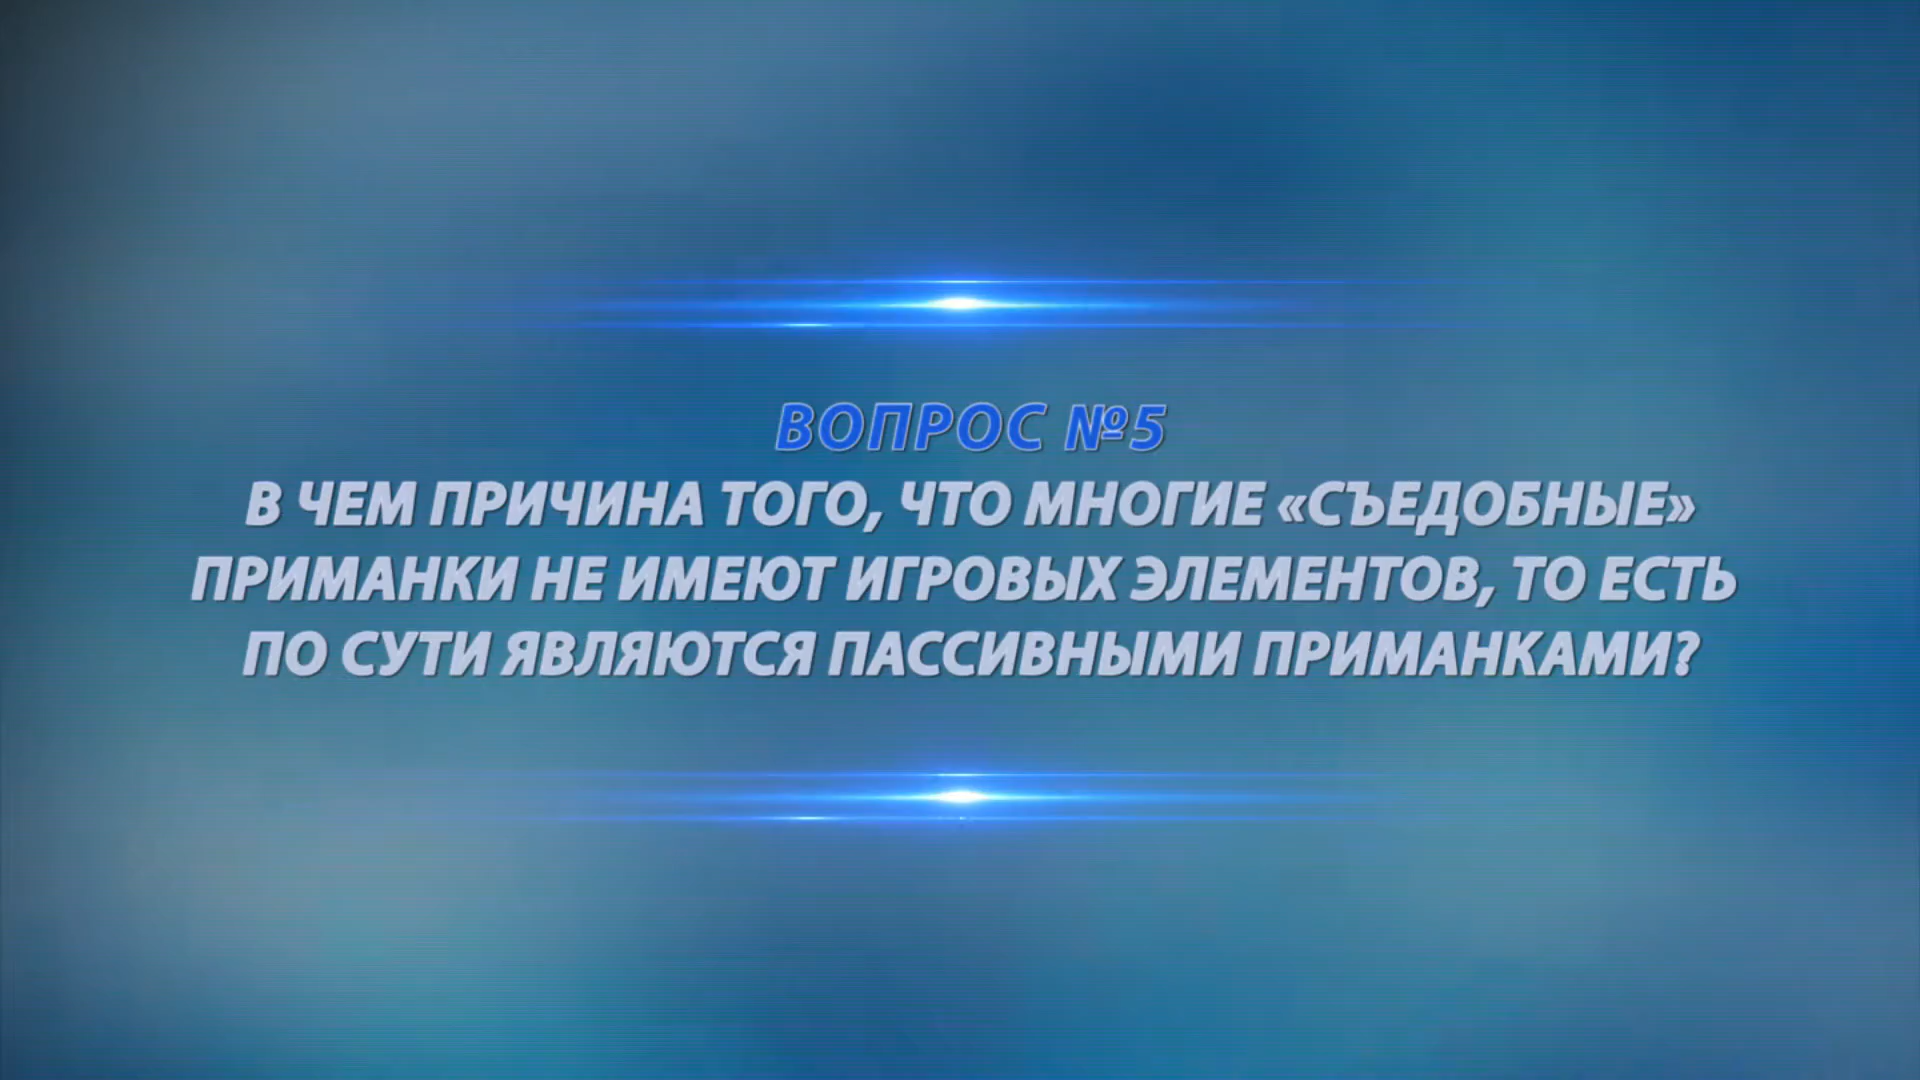 ВОПРОС №5
В ЧЕМ ПРИЧИНА ТОГО, ЧТО МНОГИЕ «СЪЕДОБНЫЕ»
ПРИМАНКИ НЕ ИМЕЮТ ИГРОВЫХ ЭЛЕМЕНТОВ, ТО ЕСТЬ
ПО СУТИ ЯВЛЯЮТСЯ ПАССИВНЫМИ ПРИМАНКАМИ?